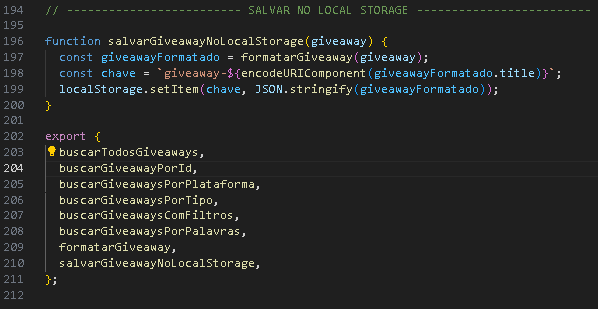 194 // --------------------------- SALVAR NO LOCAL STORAGE ---------------------------
195
196 function salvarGiveawayNoLocalStorage(giveaway) {
197 const giveawayFormatado = formatarGiveaway(giveaway);
198 const chave = `giveaway-${encodeURIComponent(giveawayFormatado.title)}`;
199 localStorage.setItem(chave, JSON.stringify(giveawayFormatado));
200 }
201
202 export {
203 buscarTodosGiveaways,
204 buscarGiveawayPorId,
205 buscarGiveawaysPorPlataforma,
206 buscarGiveawaysPorTipo,
207 buscarGiveawaysComFiltros,
208 buscarGiveawaysPorPalavras,
209 formatarGiveaway,
210 salvarGiveawayNoLocalStorage,
211 };
212